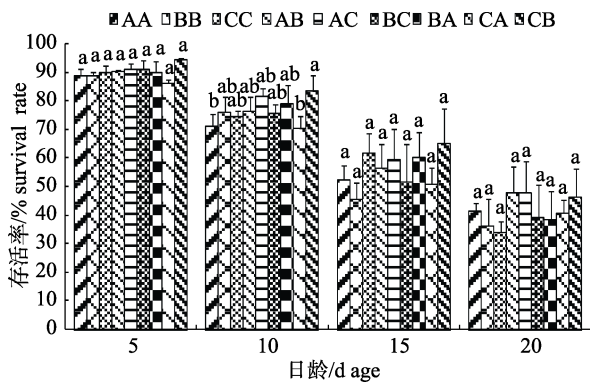 AA BB CC AB AC BC BA CA CB
存活率/% survival rate
100
90
80
70
60
50
40
30
20
10
0
a a a a a a a a a
b ab ab ab ab ab ab b a
a a a a a a a a a
a a a a a a a a a
5 10 15 20
日龄/d age